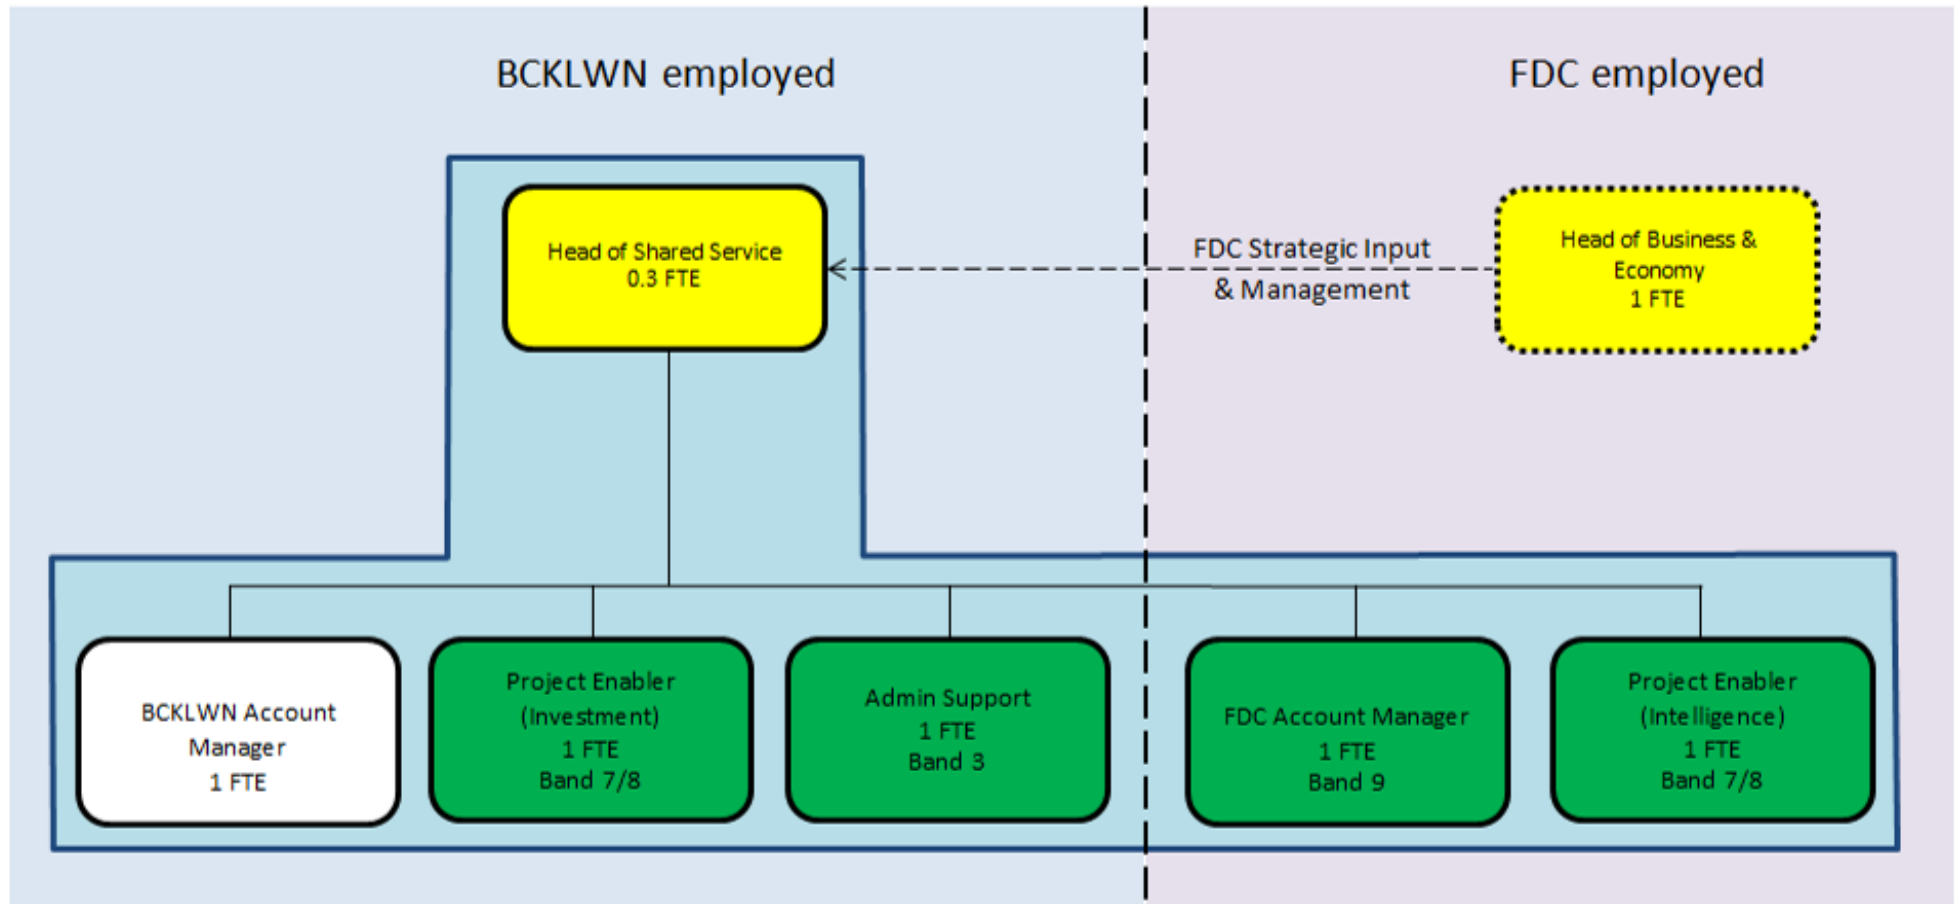 BCKLWN employed
FDC employed
Head of Shared Service
0.3 FTE
FDC Strategic Input
& Management
Head of Business &
Economy
1 FTE
BCKLWN Account
Manager
1 FTE
Project Enabler
(Investment)
1 FTE
Band 7/8
Admin Support
1 FTE
Band 3
FDC Account Manager
1 FTE
Band 9
Project Enabler
(Intelligence)
1 FTE
Band 7/8